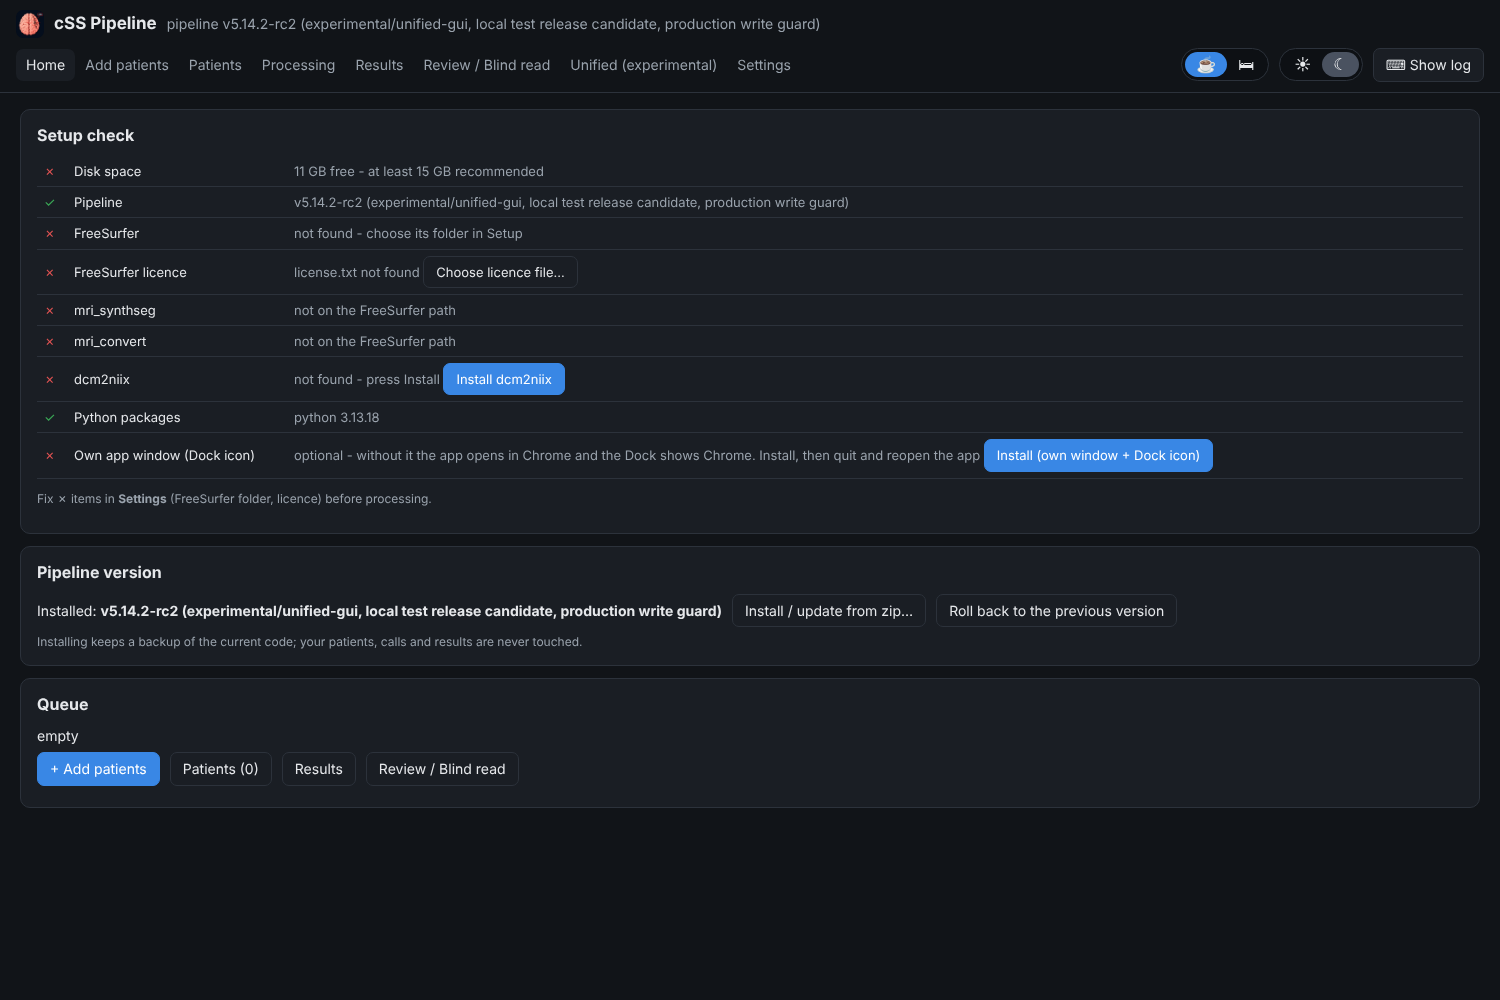 cSS Pipeline pipeline v5.14.2-rc2 (experimental/unified-gui, local test release candidate, production write guard)
Home Add patients Patients Processing Results Review / Blind read Unified (experimental) Settings Show log
Setup check
✕ Disk space 11 GB free - at least 15 GB recommended
✓ Pipeline v5.14.2-rc2 (experimental/unified-gui, local test release candidate, production write guard)
✕ FreeSurfer not found - choose its folder in Setup
✕ FreeSurfer licence license.txt not found Choose licence file...
✕ mri_synthseg not on the FreeSurfer path
✕ mri_convert not on the FreeSurfer path
✕ dcm2niix not found - press Install Install dcm2niix
✓ Python packages python 3.13.18
✕ Own app window (Dock icon) optional - without it the app opens in Chrome and the Dock shows Chrome. Install, then quit and reopen the app Install (own window + Dock icon)
Fix ✕ items in Settings (FreeSurfer folder, licence) before processing.
Pipeline version
Installed: v5.14.2-rc2 (experimental/unified-gui, local test release candidate, production write guard) Install / update from zip... Roll back to the previous version
Installing keeps a backup of the current code; your patients, calls and results are never touched.
Queue
empty
+ Add patients Patients (0) Results Review / Blind read